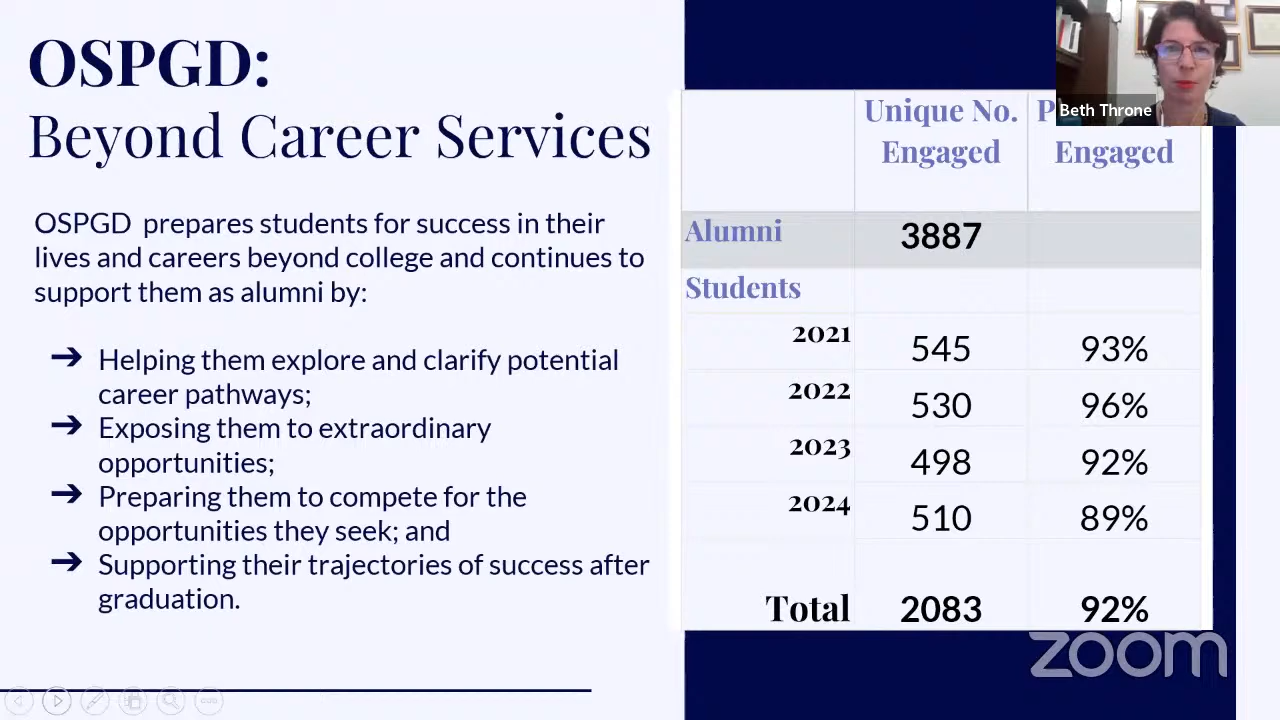 OSPGD:
Beyond Career Services
OSPGD prepares students for success in their
lives and careers beyond college and continues to
support them as alumni by:
➔ Helping them explore and clarify potential
career pathways;
➔ Exposing them to extraordinary
opportunities;
➔ Preparing them to compete for the
opportunities they seek; and
➔ Supporting their trajectories of success after
graduation.
Beth Throne
Unique No.
Engaged
Engaged
Alumni 3887
Students
2021 545 93%
2022 530 96%
2023 498 92%
2024 510 89%
Total 2083 92%
zoom